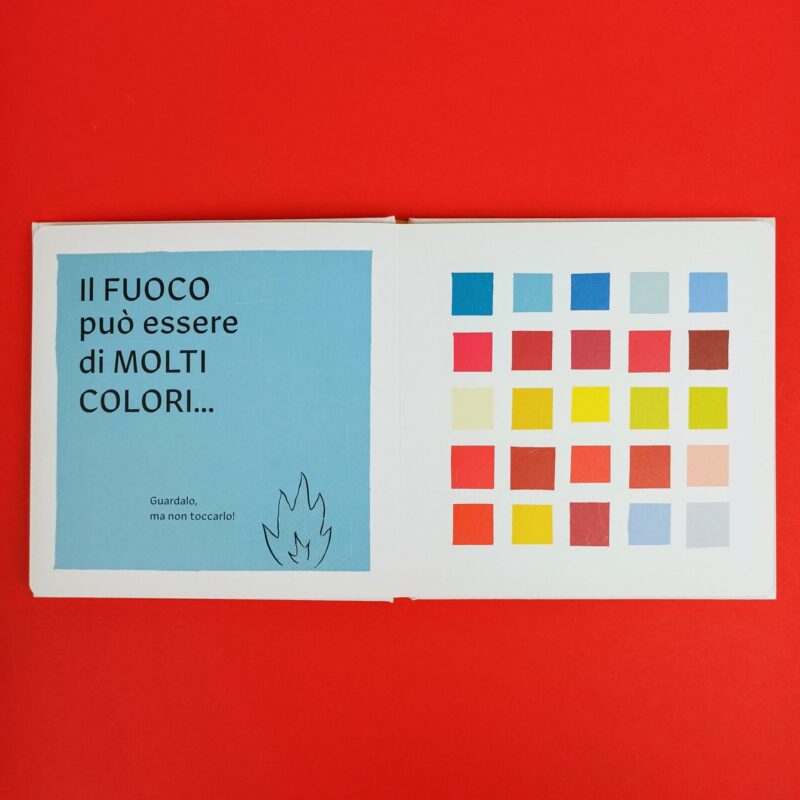 Il FUOCO
può essere
di MOLTI
COLORI...
Guardalo,
ma non toccarlo!